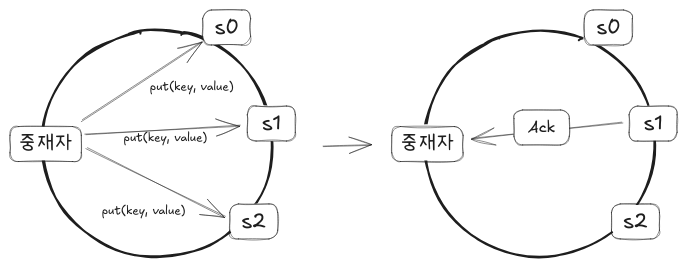 s0
put(key, value)
s1
중재자
put(key, value)
put(key, value)
s2
s0
s1
Ack
중재자
s2